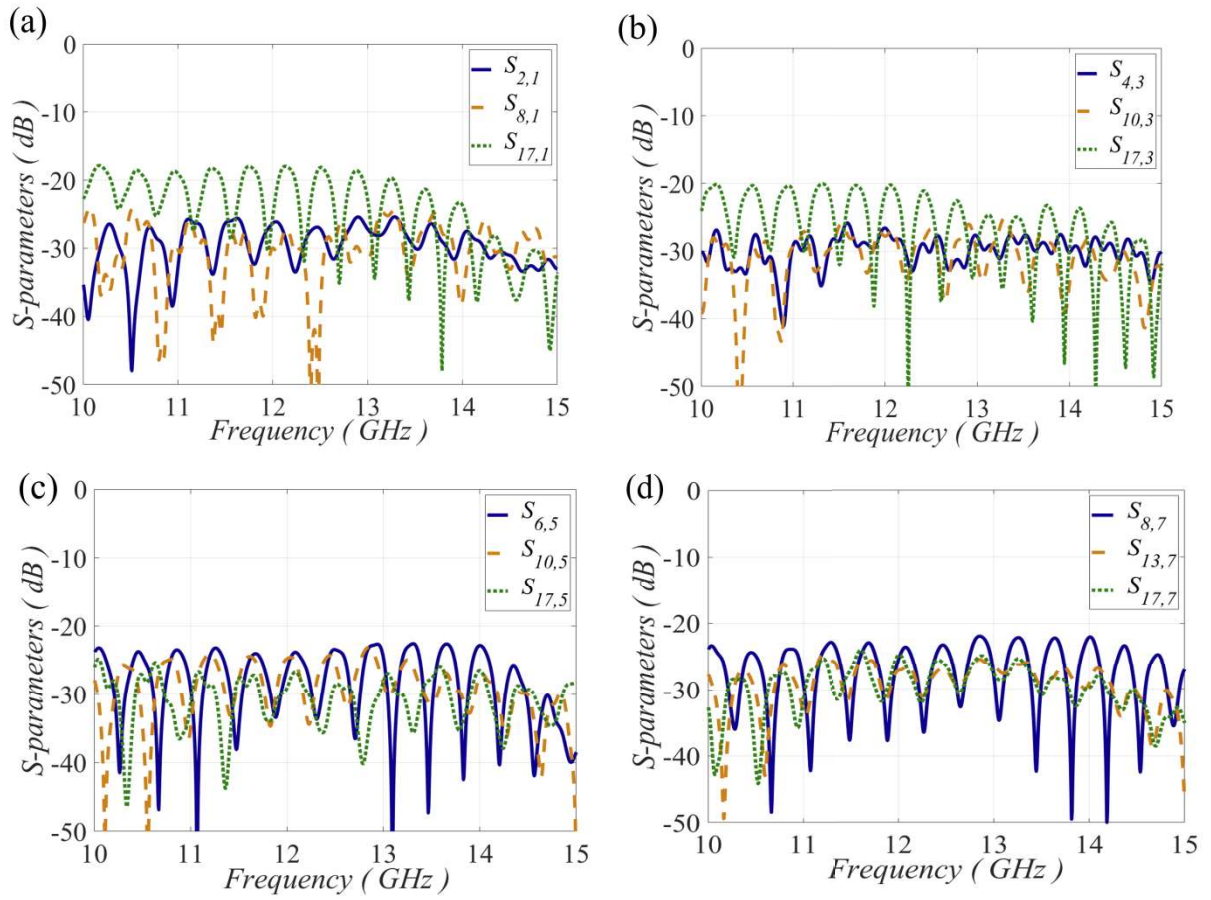 (a)
S-parameters ( dB )
0
-10
-20
-30
-40
-50
10 11 12 13 14 15
Frequency ( GHz )
S2,1
S8,1
S17,1
(b)
S-parameters ( dB )
0
-10
-20
-30
-40
-50
10 11 12 13 14 15
Frequency ( GHz )
S4,3
S10,3
S17,3
(c)
S-parameters ( dB )
0
-10
-20
-30
-40
-50
10 11 12 13 14 15
Frequency ( GHz )
S6,5
S10,5
S17,5
(d)
S-parameters ( dB )
0
-10
-20
-30
-40
-50
10 11 12 13 14 15
Frequency ( GHz )
S8,7
S13,7
S17,7